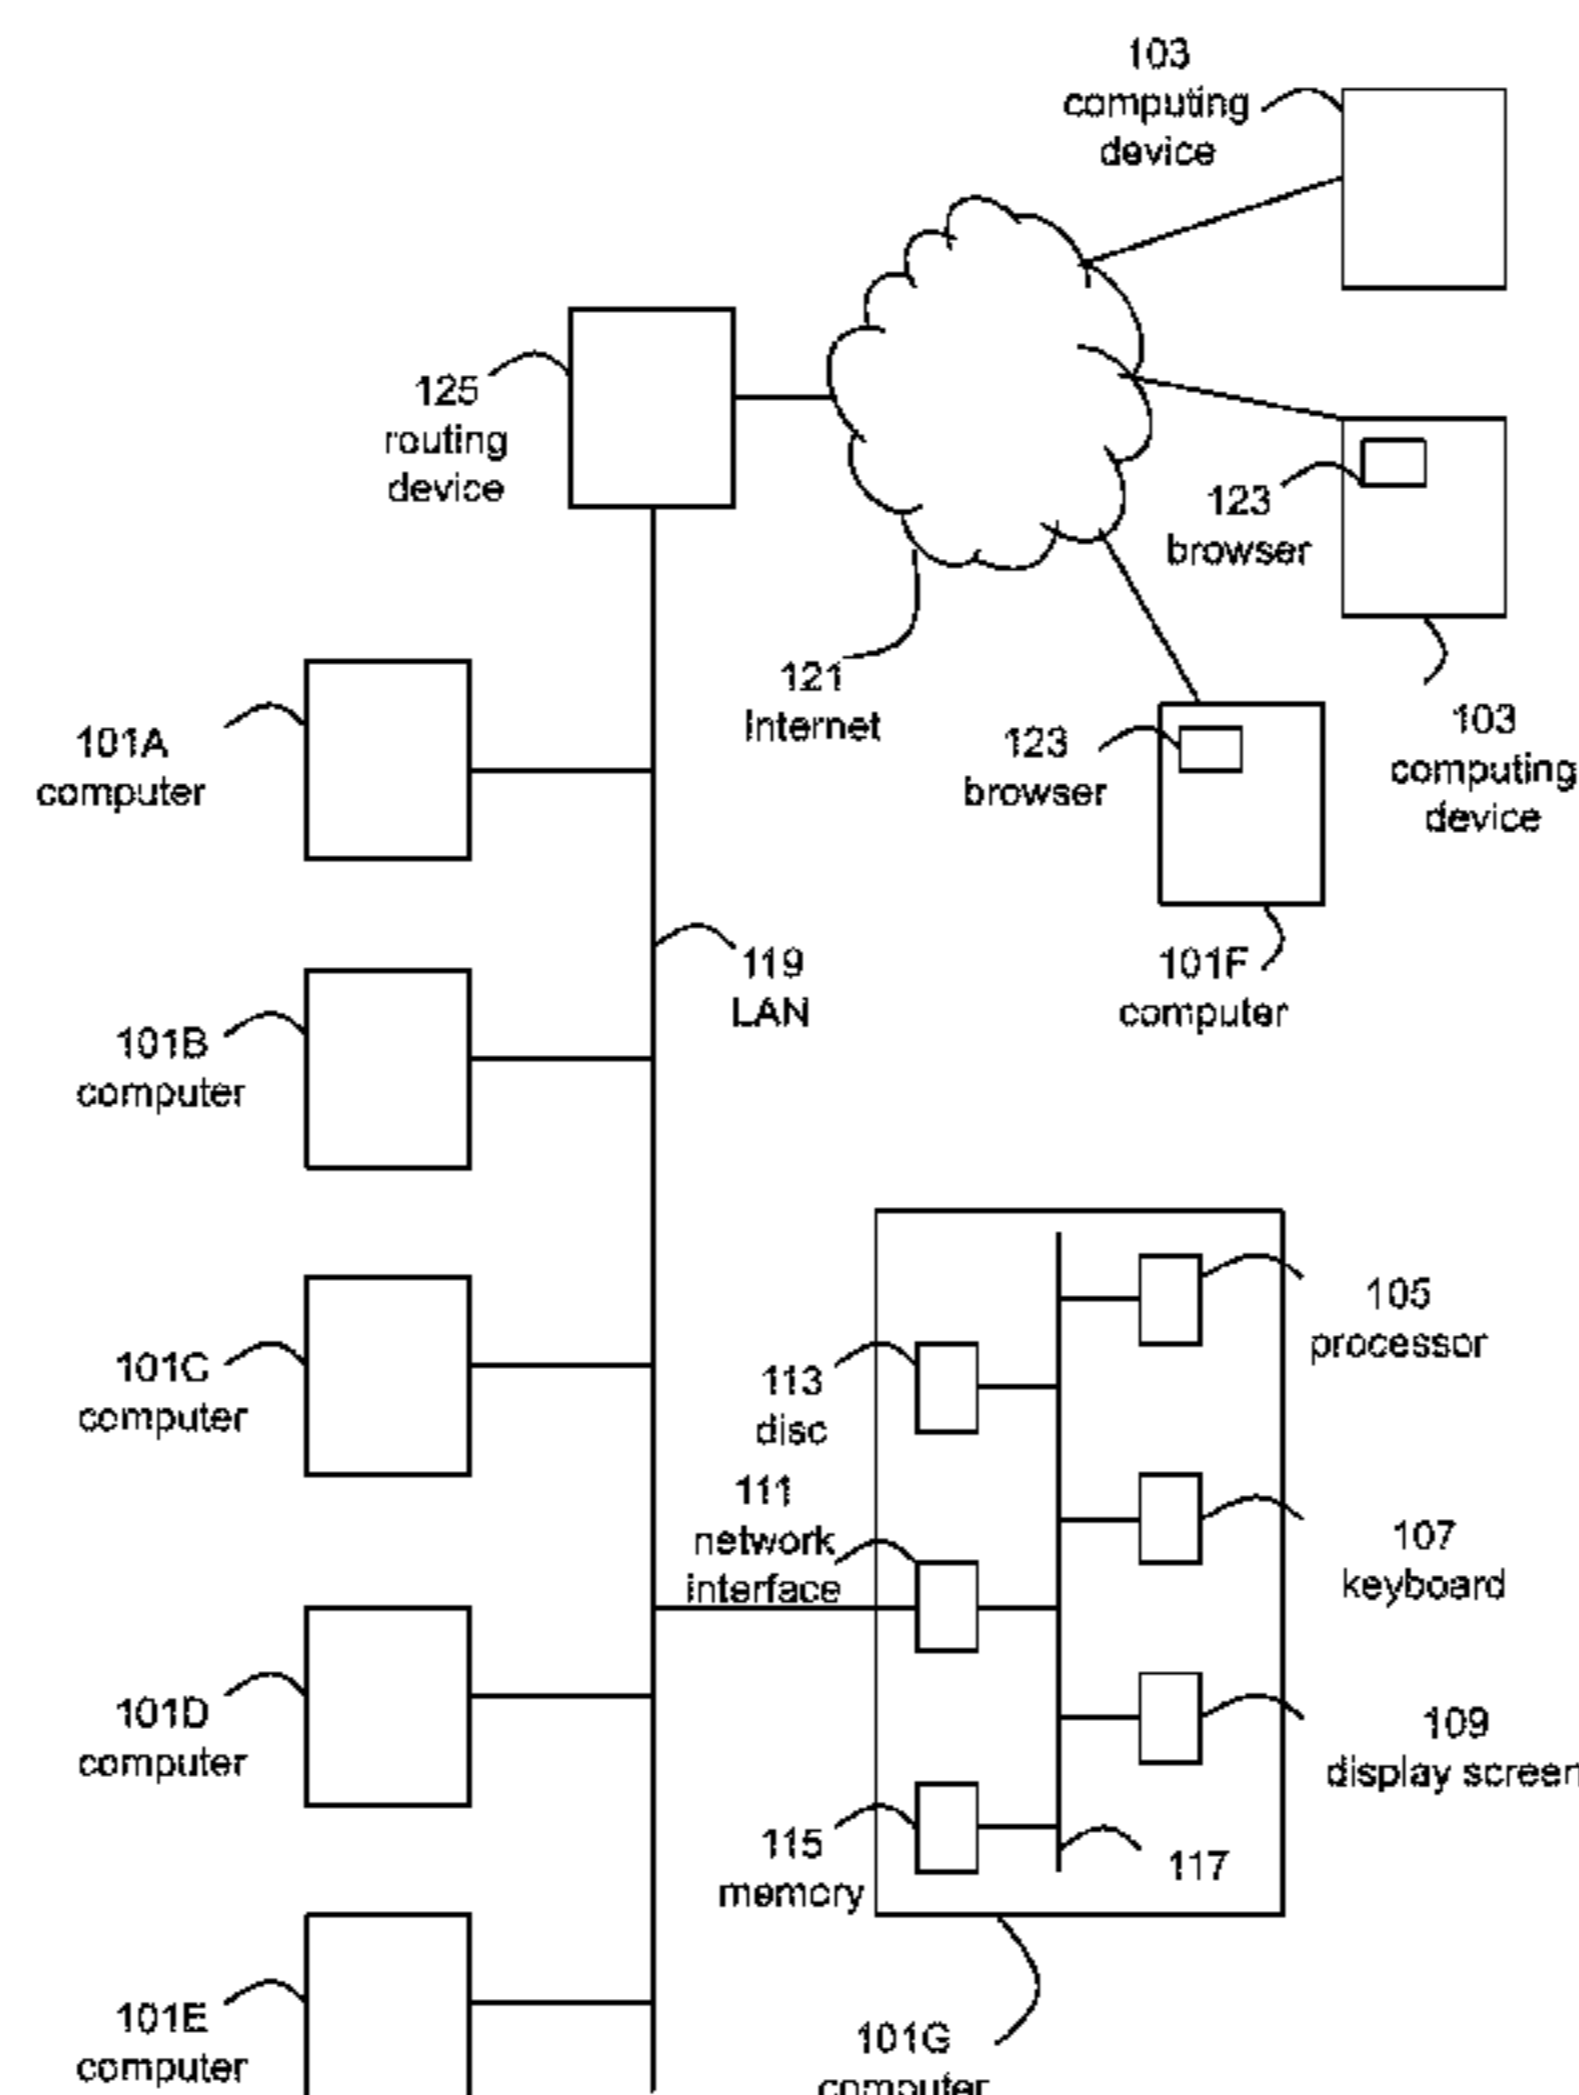 103
computing
device
125
routing
device
123
browser
121
Internet
103
computing
device
123
browser
101A
computer
119
LAN
101F
computer
101B
computer
105
processor
101C
computer
113
disc
111
network
interface
107
keyboard
101D
computer
109
display screen
115
memory
117
101E
computer
101G
computer